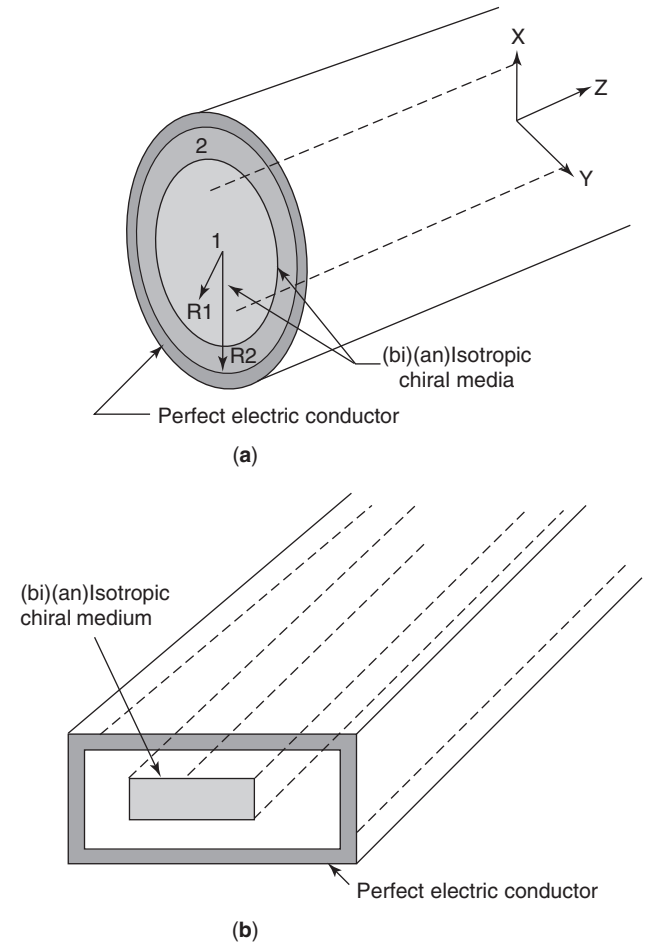 X
Z
Y
2
1
R1
R2
(bi)(an)Isotropic
chiral media
Perfect electric conductor
(a)
(bi)(an)Isotropic
chiral medium
Perfect electric conductor
(b)